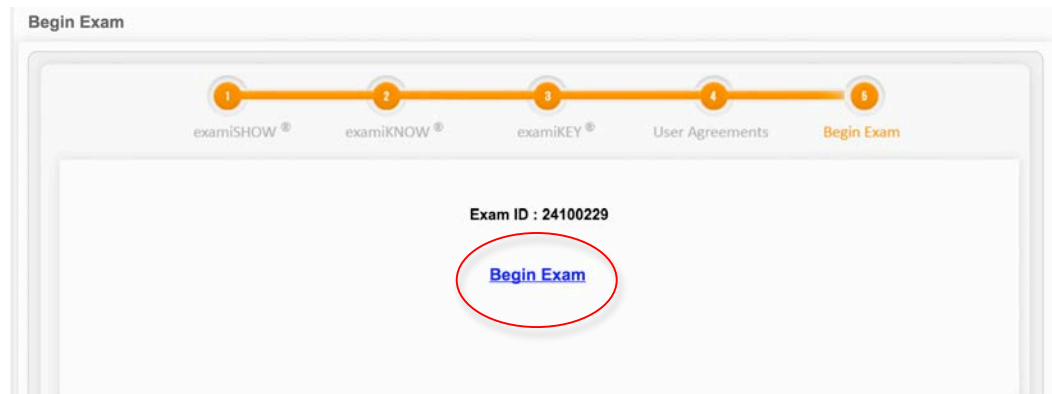 Begin Exam
1 2 3 4 5
examiSHOW ® examiKNOW ® examiKEY ® User Agreements Begin Exam
Exam ID : 24100229
Begin Exam